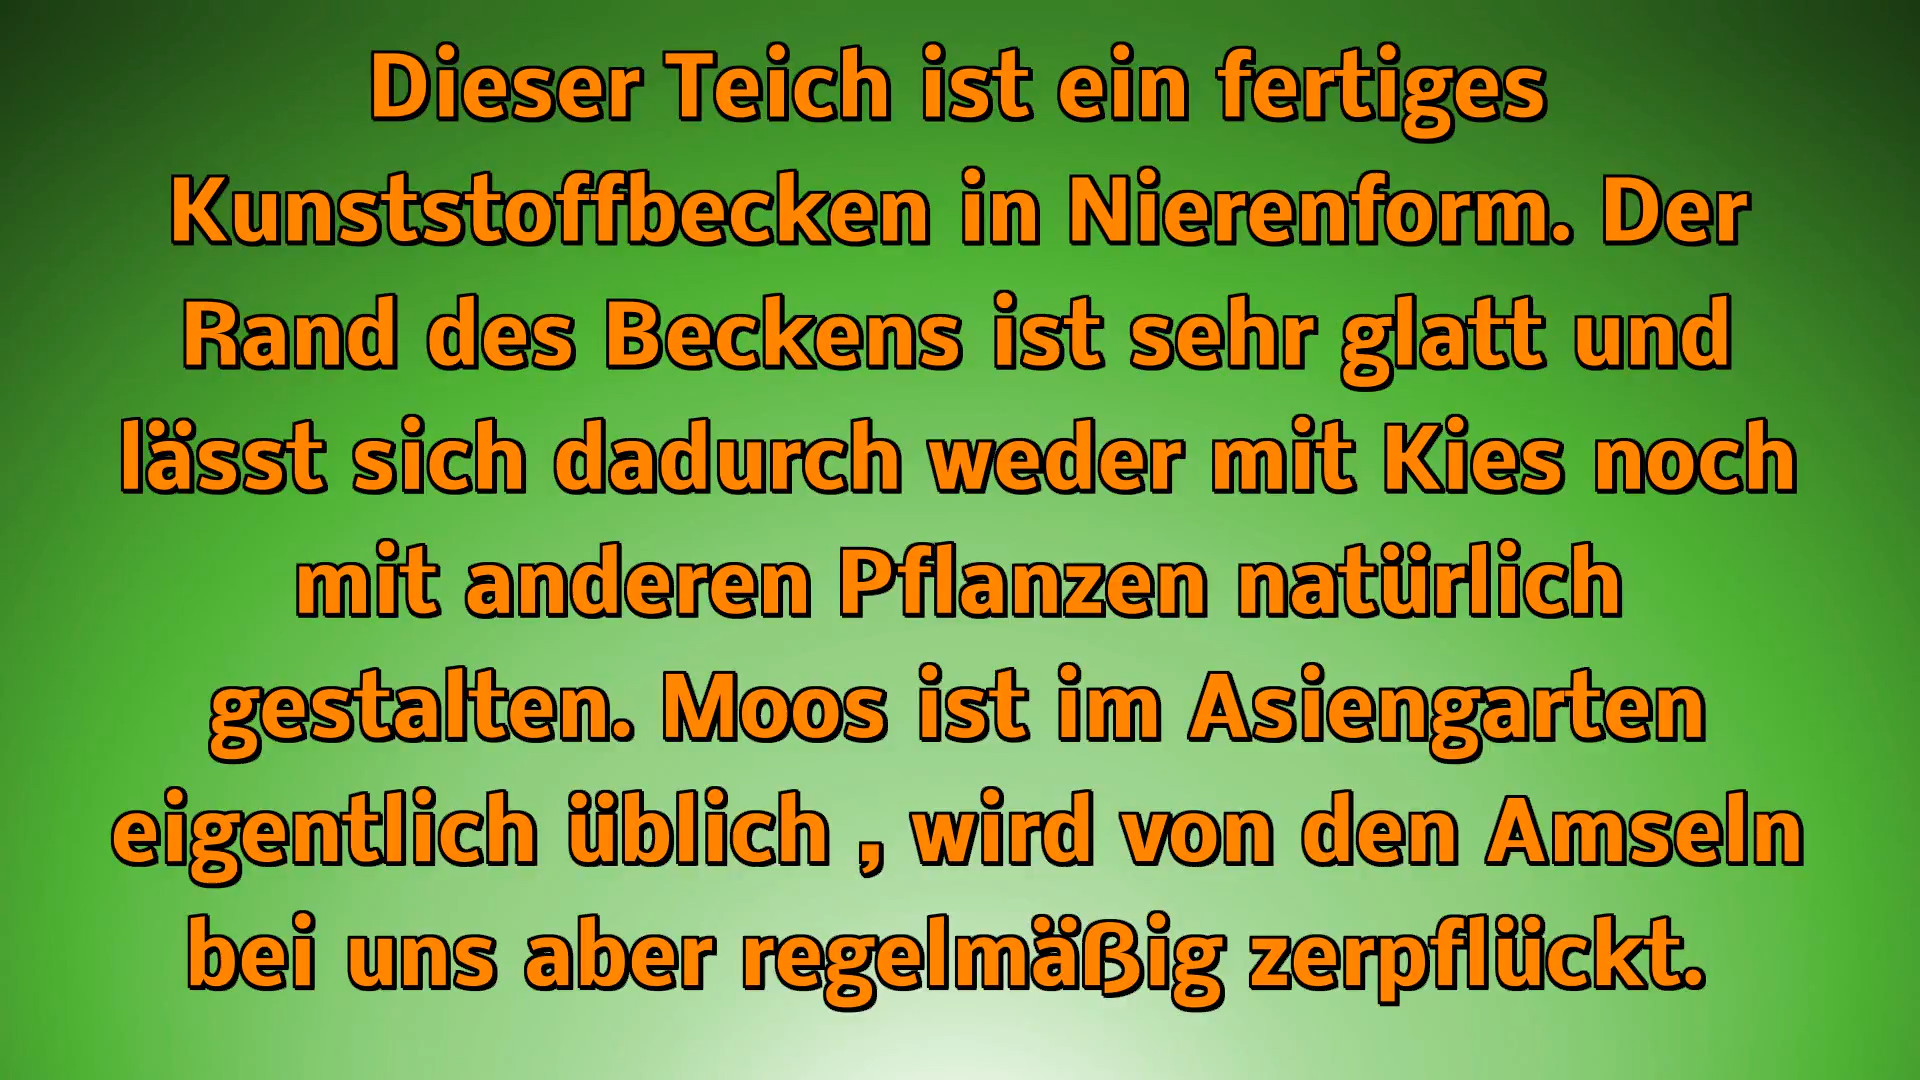 Dieser Teich ist ein fertiges
Kunststoffbecken in Nierenform. Der
Rand des Beckens ist sehr glatt und
lässt sich dadurch weder mit Kies noch
mit anderen Pflanzen natürlich
gestalten. Moos ist im Asiengarten
eigentlich üblich , wird von den Amseln
bei uns aber regelmäßig zerpflückt.